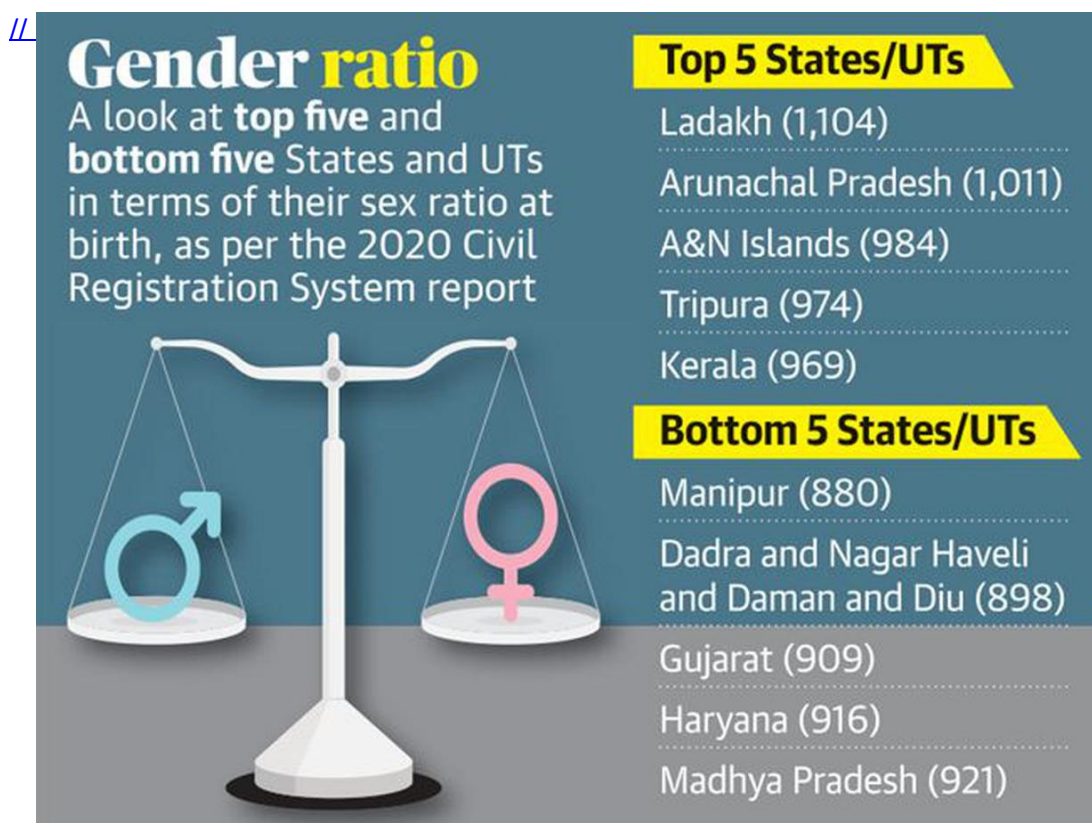 //
Gender ratio
A look at top five and
bottom five States and UTs
in terms of their sex ratio at
birth, as per the 2020 Civil
Registration System report
Top 5 States/UTs
Ladakh (1,104)
Arunachal Pradesh (1,011)
A&N Islands (984)
Tripura (974)
Kerala (969)
Bottom 5 States/UTs
Manipur (880)
Dadra and Nagar Haveli
and Daman and Diu (898)
Gujarat (909)
Haryana (916)
Madhya Pradesh (921)